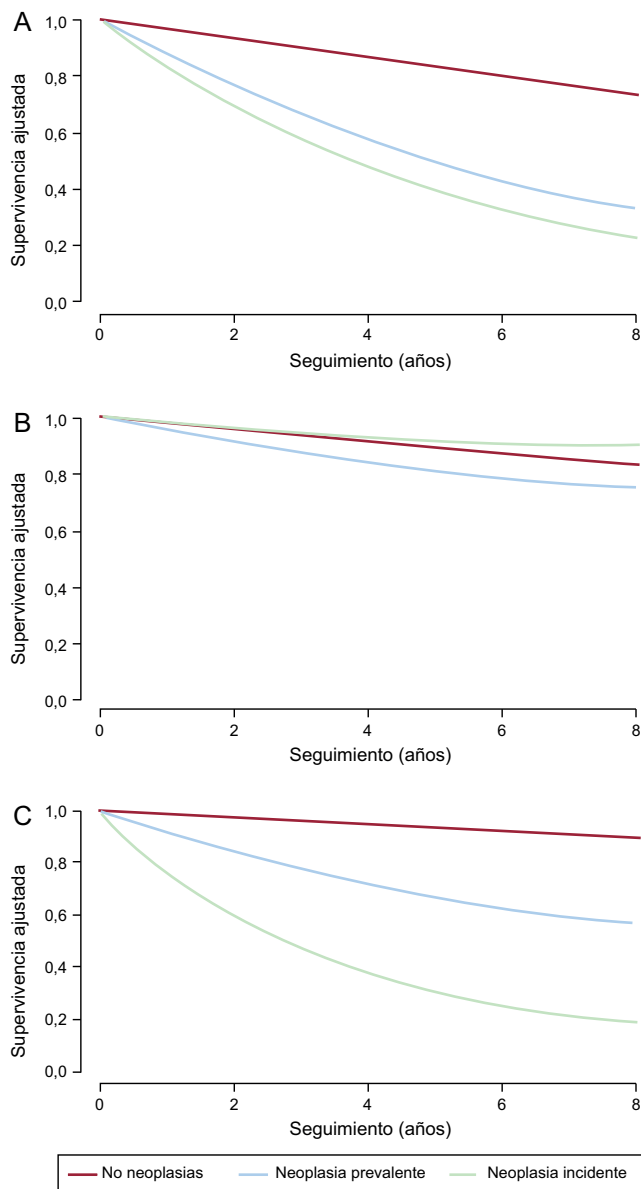 A
1,0
0,8
0,6
0,4
0,2
0,0
Supervivencia ajustada
0 2 4 6 8
Seguimiento (años)
B
1,0
0,8
0,6
0,4
0,2
0,0
Supervivencia ajustada
0 2 4 6 8
Seguimiento (años)
C
1,0
0,8
0,6
0,4
0,2
0,0
Supervivencia ajustada
0 2 4 6 8
Seguimiento (años)
No neoplasias Neoplasia prevalente Neoplasia incidente